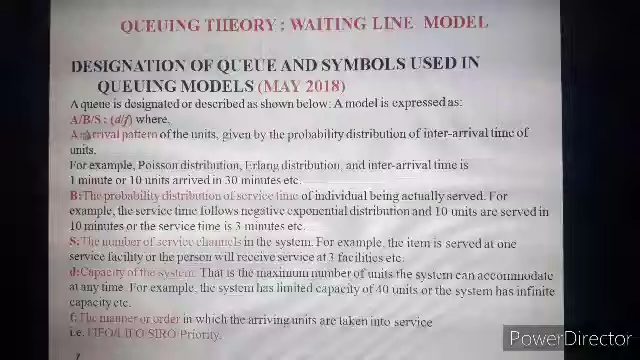 QUEUING THEORY : WAITING LINE MODEL
DESIGNATION OF QUEUE AND SYMBOLS USED IN
QUEUING MODELS (MAY 2018)
A queue is designated or described as shown below: A model is expressed as:
A/B/S : (d/f) where,
A: Arrival pattern of the units, given by the probability distribution of inter-arrival time of
units.
For example, Poisson distribution, Erlang distribution, and inter-arrival time is
1 minute or 10 units arrived in 30 minutes etc.
B: The probability distribution of service time of individual being actually served. For
example, the service time follows negative exponential distribution and 10 units are served in
10 minutes or the service time is 3 minutes etc.
S: The number of service channels in the system. For example, the item is served at one
service facility or the person will receive service at 3 facilities etc.
d: Capacity of the system. That is the maximum number of units the system can accommodate
at any time. For example, the system has limited capacity of 40 units or the system has infinite
capacity etc.
f: The manner or order in which the arriving units are taken into service
i.e. FIFO/LIFO/SIRO/Priority.
PowerDirector